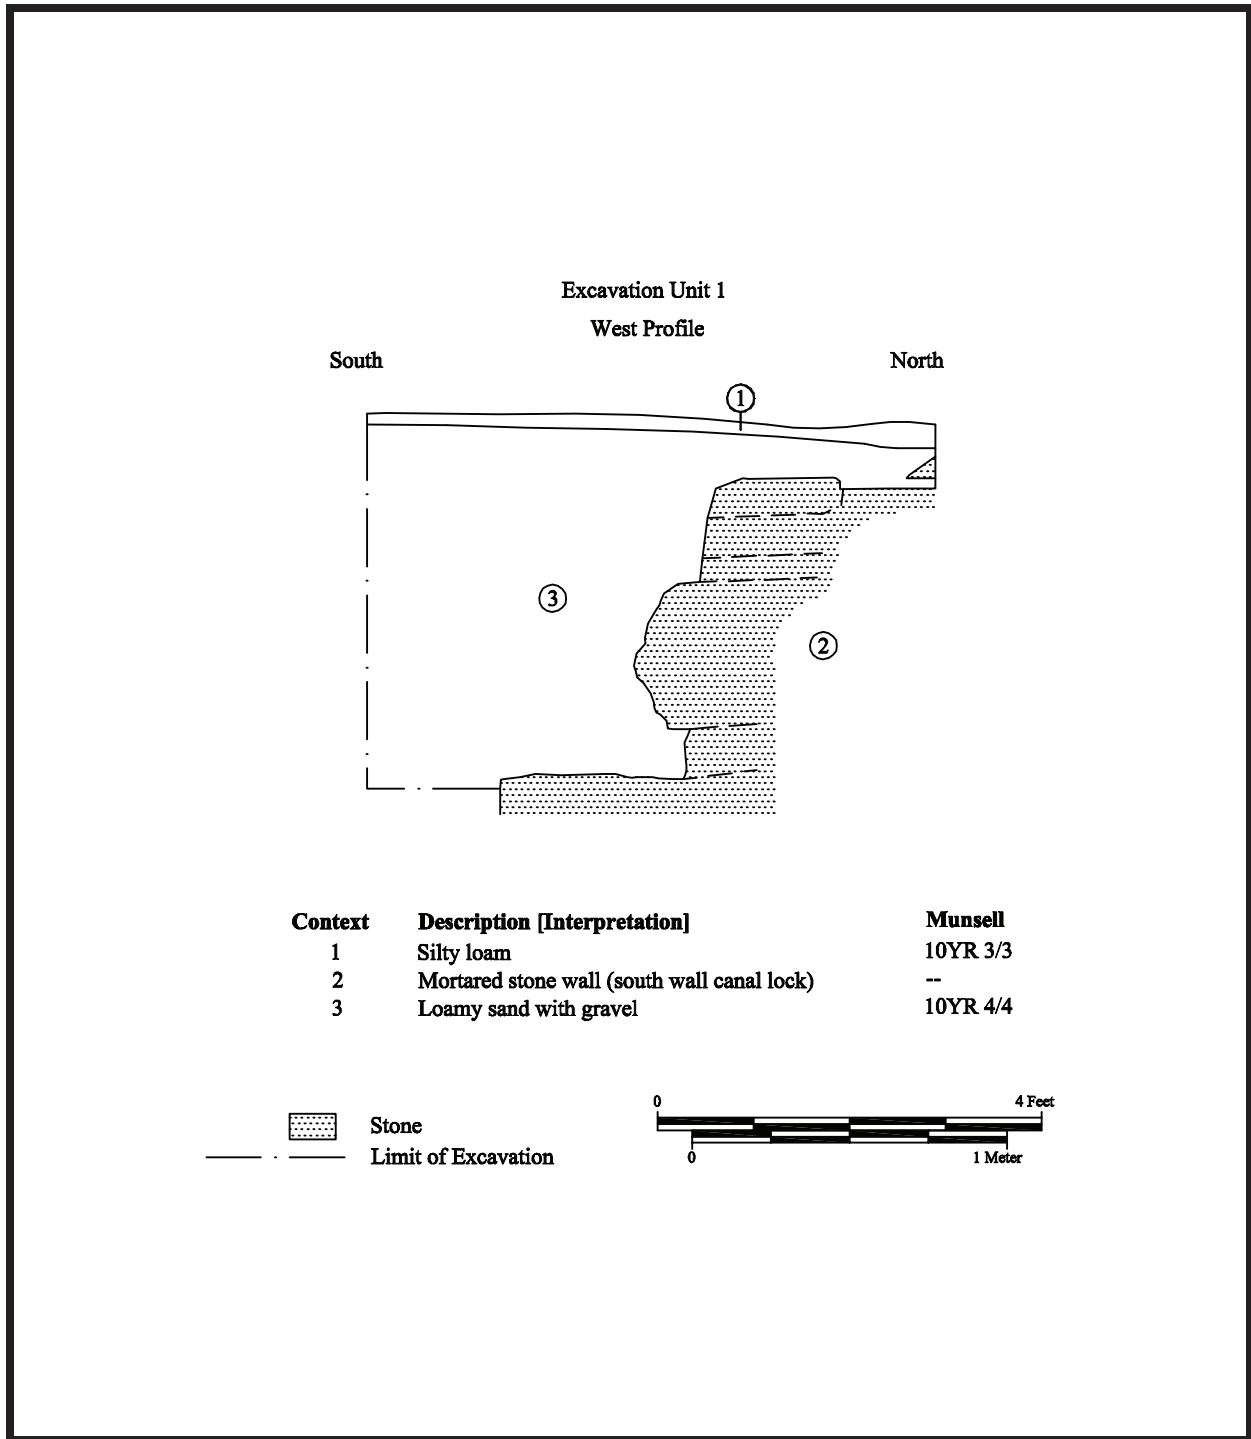 Excavation Unit 1
West Profile
South North
1
3
2
Context Description [Interpretation] Munsell
1 Silty loam 10YR 3/3
2 Mortared stone wall (south wall canal lock) --
3 Loamy sand with gravel 10YR 4/4
0 4 Feet
Stone
Limit of Excavation
0 1 Meter